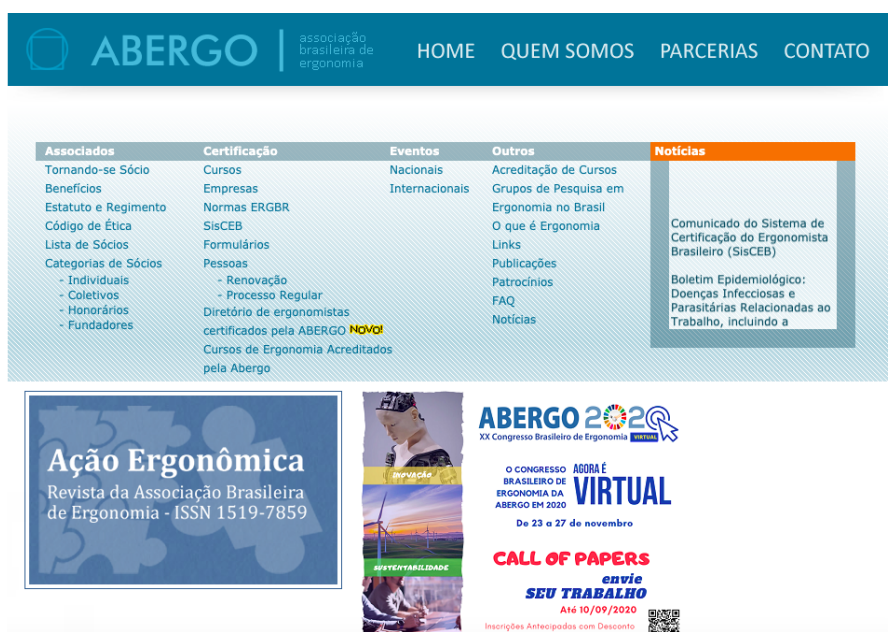 ABERGO
associação
brasileira de
ergonomia
HOME QUEM SOMOS PARCERIAS CONTATO
Associados
Tornando-se Sócio
Benefícios
Estatuto e Regimento
Código de Ética
Lista de Sócios
Categorias de Sócios
- Individuais
- Coletivos
- Honorários
- Fundadores
Certificação
Cursos
Empresas
Normas ERGBR
SisCEB
Formulários
Pessoas
- Renovação
- Processo Regular
Diretório de ergonomistas
certificados pela ABERGO NOVO!
Cursos de Ergonomia Acreditados
pela Abergo
Eventos
Nacionais
Internacionais
Outros
Acreditação de Cursos
Grupos de Pesquisa em
Ergonomia no Brasil
O que é Ergonomia
Links
Publicações
Patrocínios
FAQ
Notícias
Notícias
Comunicado do Sistema de
Certificação do Ergonomista
Brasileiro (SisCEB)
Boletim Epidemiológico:
Doenças Infecciosas e
Parasitárias Relacionadas ao
Trabalho, incluindo a
Ação Ergonômica
Revista da Associação Brasileira
de Ergonomia - ISSN 1519-7859
INOVAÇÃO
SUSTENTABILIDADE
ABERGO 2020
XX Congresso Brasileiro de Ergonomia VIRTUAL
O CONGRESSO
BRASILEIRO DE
ERGONOMIA DA
ABERGO EM 2020
AGORA É
VIRTUAL
De 23 a 27 de novembro
CALL OF PAPERS
envie
SEU TRABALHO
Até 10/09/2020
Inscrições Antecipadas com Desconto